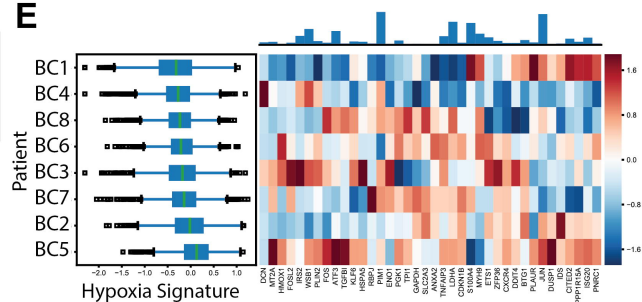 E
Patient
BC1
BC4
BC8
BC6
BC3
BC7
BC2
BC5
−2.0 −1.5 −1.0 −0.5 0.0 0.5 1.0
Hypoxia Signature
1.6
0.8
0.0
−0.8
−1.6
DCN MT2A HMOX1 FOSL2 IRS2 WSB1 PLIN2 FOS ATF3 TGFBI KLF6 HSPA5 RBPJ PIM1 ENO1 PGK1 TPI1 GAPDH SLC2A3 ANXA2 TNFAIP3 LDHA CDKN1B S100A4 MYH9 ETS1 ZFP36 CXCR4 DDIT4 BTG1 PLAUR JUN DUSP1 IDS CITED2 PPP1R15A ISG20 PNRC1